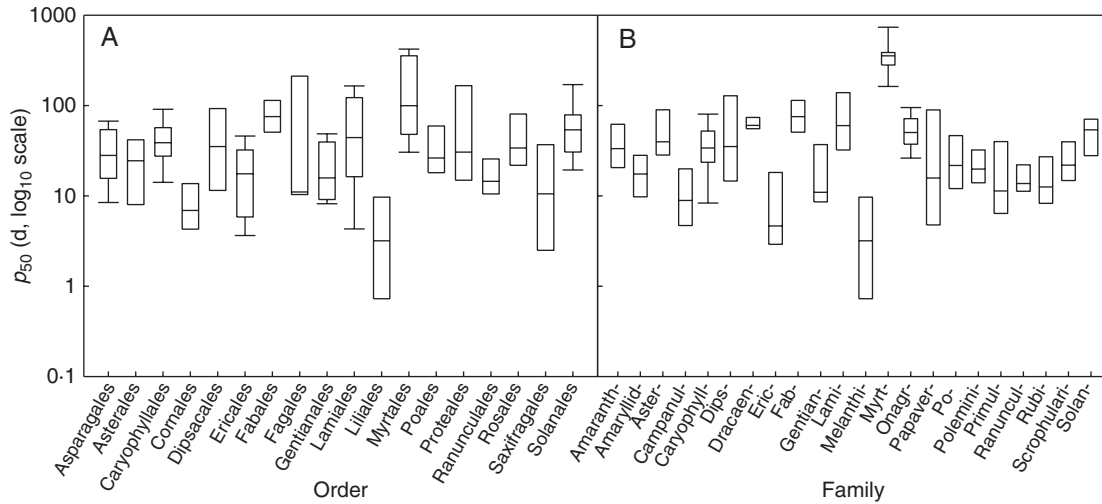 1000
100
10
1
0·1
p50 (d, log10 scale)
A
B
Asparagales
Asterales
Caryophyllales
Cornales
Dipsacales
Ericales
Fabales
Fagales
Gentianales
Lamiales
Liliales
Myrtales
Poales
Proteales
Ranunculales
Rosales
Saxifragales
Solanales
Order
Amaranth-
Amaryllid-
Aster-
Campanul-
Caryophyll-
Dips-
Dracaen-
Eric-
Fab-
Gentian-
Lami-
Melanthi-
Myrt-
Onagr-
Papaver-
Po-
Polemini-
Primul-
Ranuncul-
Rubi-
Scrophulari-
Solan-
Family